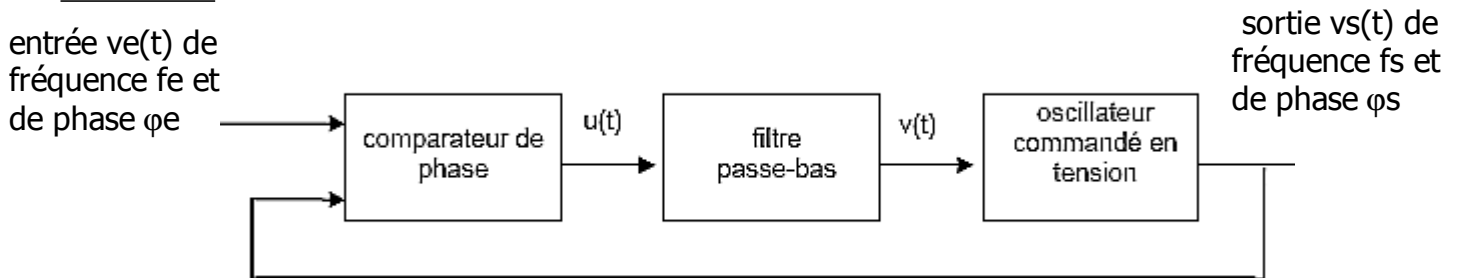 entrée ve(t) de
fréquence fe et
de phase φe
comparateur de
phase
u(t)
filtre
passe-bas
v(t)
oscillateur
commandé en
tension
sortie vs(t) de
fréquence fs et
de phase φs